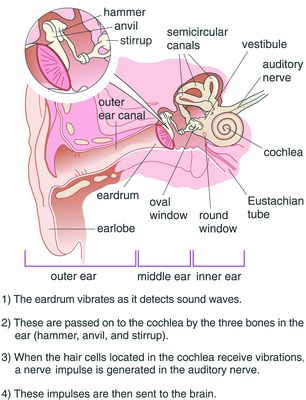 hammer
anvil
stirrup
semicircular
canals
vestibule
auditory
nerve
outer
ear canal
cochlea
eardrum
oval
window
round
window
Eustachian
tube
earlobe
outer ear
middle ear
inner ear
1) The eardrum vibrates as it detects sound waves.
2) These are passed on to the cochlea by the three bones in the
ear (hammer, anvil, and stirrup).
3) When the hair cells located in the cochlea receive vibrations,
a nerve impulse is generated in the auditory nerve.
4) These impulses are then sent to the brain.